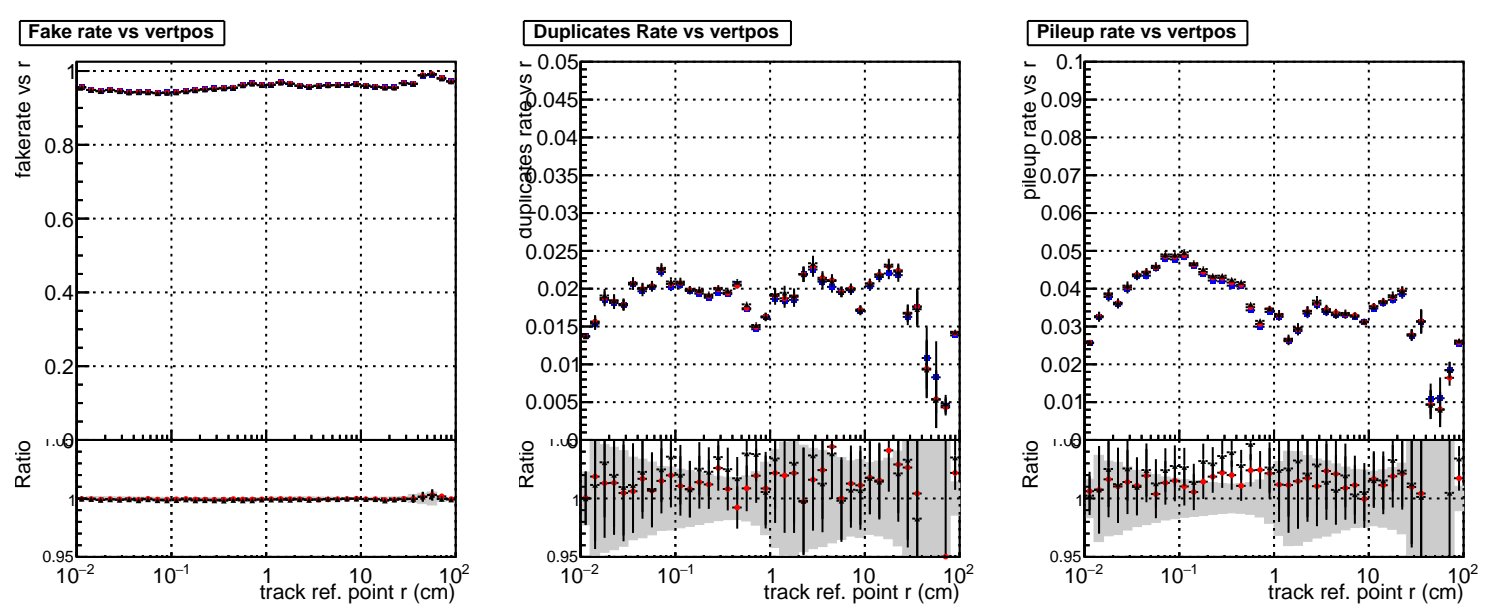 Fake rate vs vertpos
fakerate vs r
1
0.8
0.6
0.4
0.2
0
Ratio
1
0.95
10−2 10−1 1 10 102
track ref. point r (cm)
Duplicates Rate vs vertpos
duplicates rate vs r
0.05
0.045
0.04
0.035
0.03
0.025
0.02
0.015
0.01
0.005
0
Ratio
1
0.95
10−2 10−1 1 10 102
track ref. point r (cm)
Pileup rate vs vertpos
pileup rate vs r
0.1
0.09
0.08
0.07
0.06
0.05
0.04
0.03
0.02
0.01
0
Ratio
1
0.95
10−2 10−1 1 10 102
track ref. point r (cm)